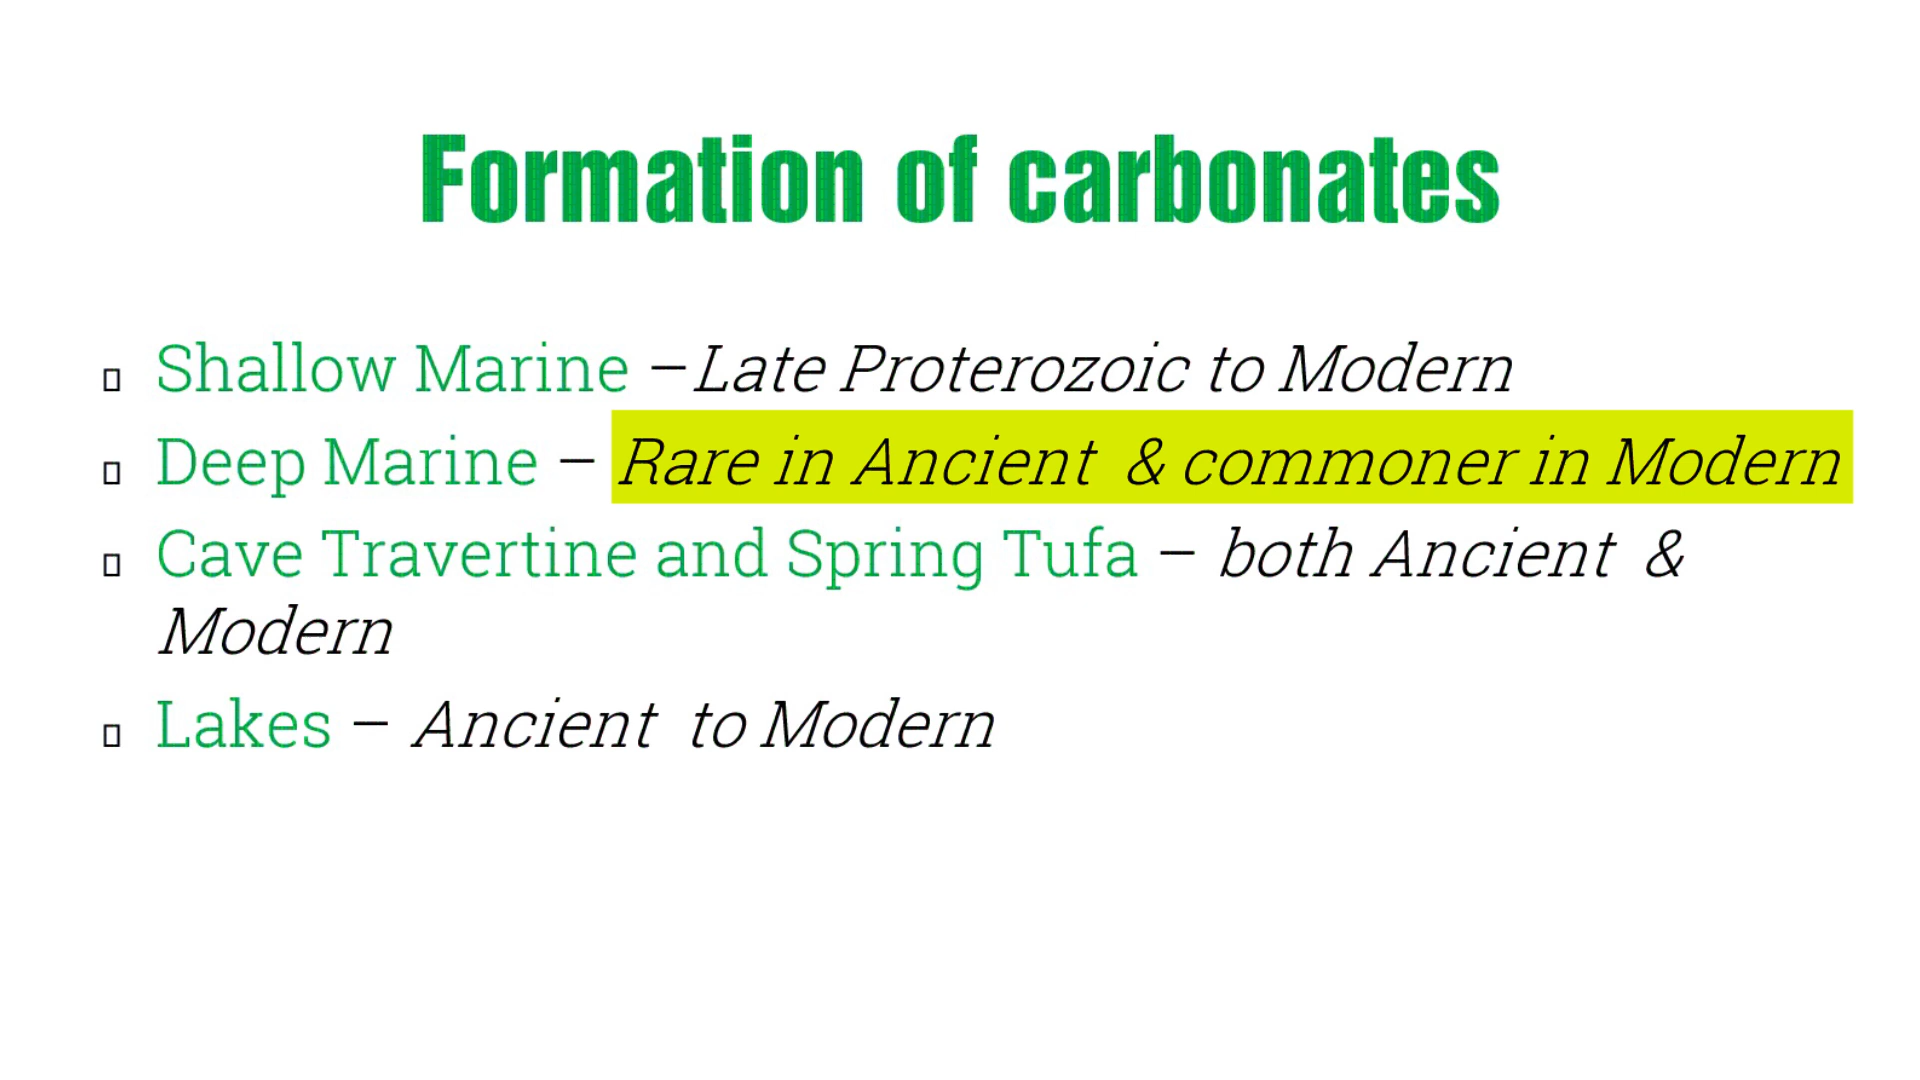 Formation of carbonates
Shallow Marine –Late Proterozoic to Modern
Deep Marine – Rare in Ancient & commoner in Modern
Cave Travertine and Spring Tufa – both Ancient &
Modern
Lakes – Ancient to Modern